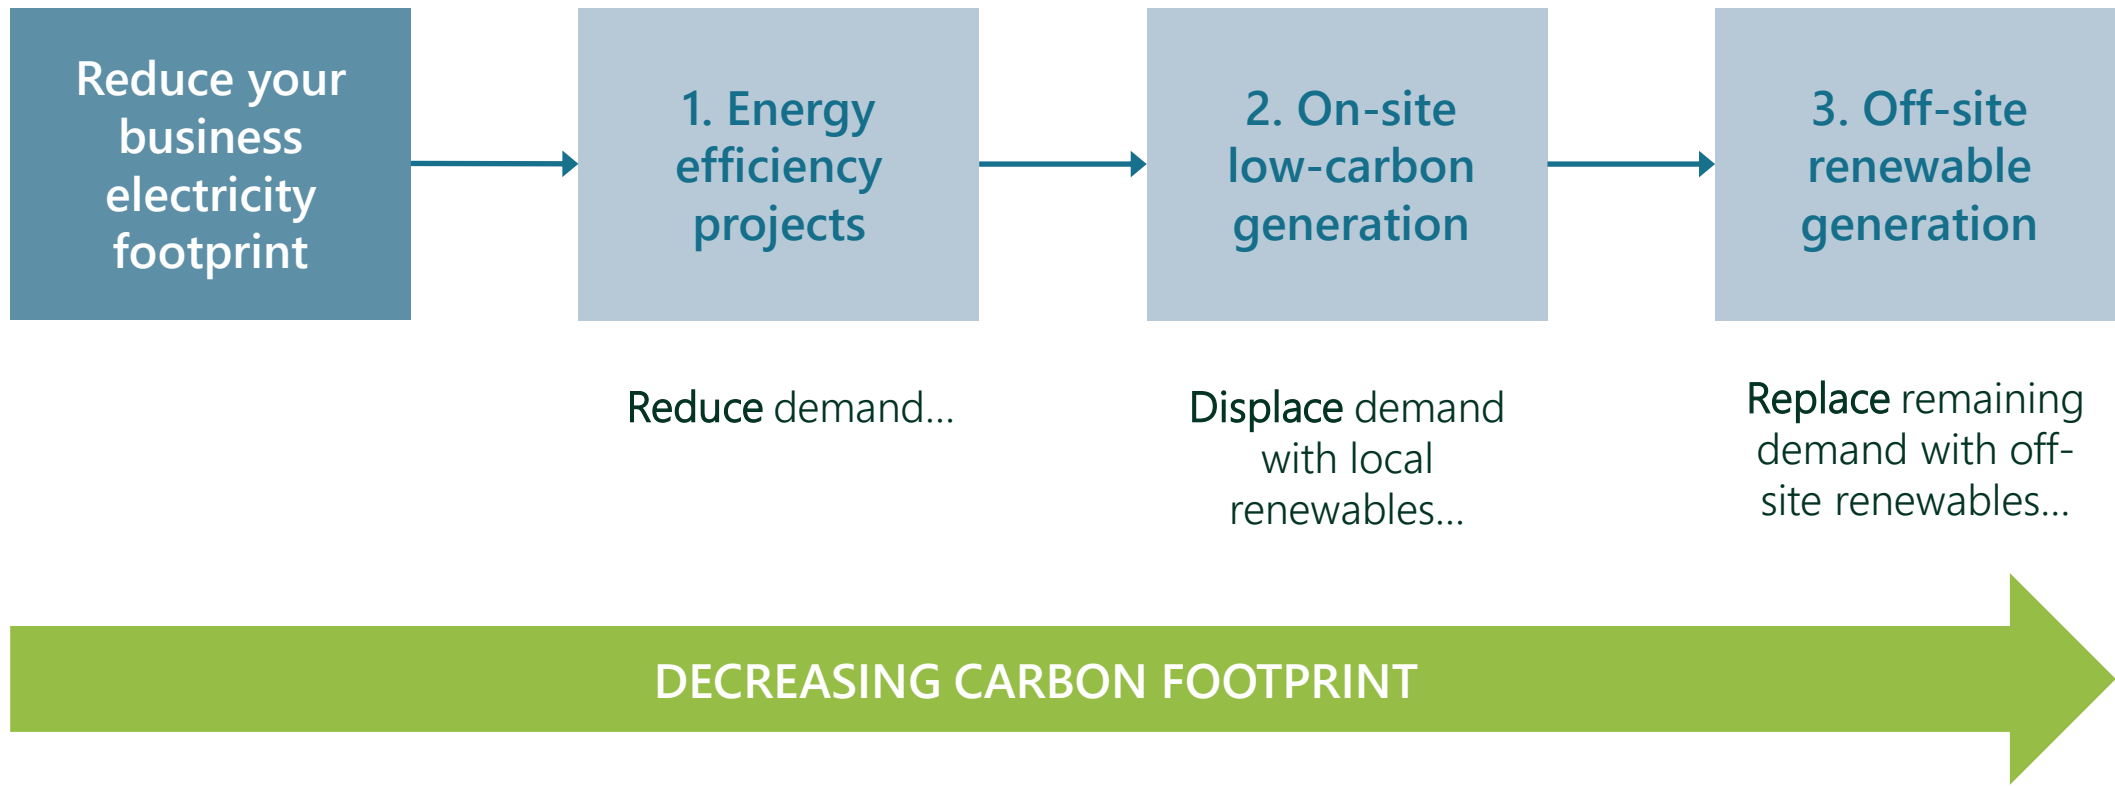 Reduce your
business
electricity
footprint
1. Energy
efficiency
projects
2. On-site
low-carbon
generation
3. Off-site
renewable
generation
Reduce demand...
Displace demand
with local
renewables...
Replace remaining
demand with off-
site renewables...
DECREASING CARBON FOOTPRINT